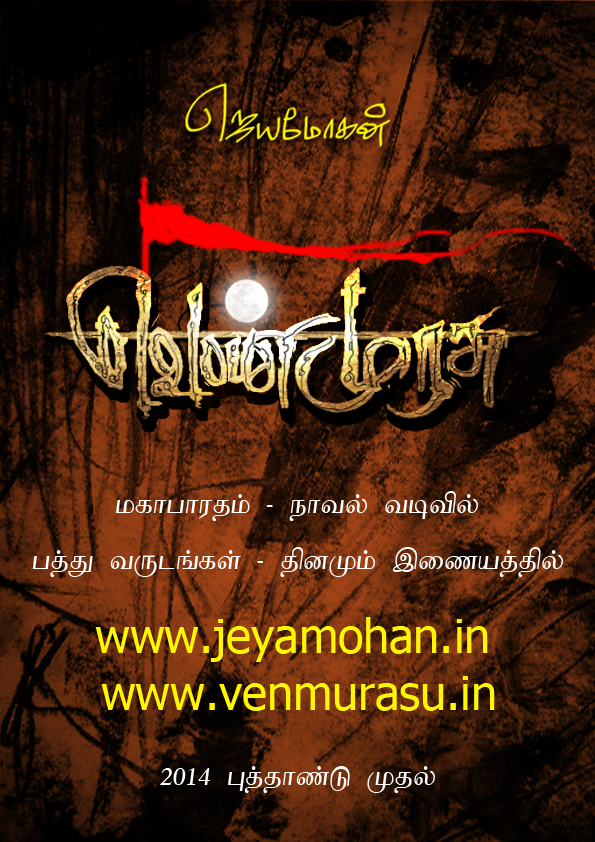 ஜெயமோகன்
வெண்முரசு
மகாபாரதம் - நாவல் வடிவில்
பத்து வருடங்கள் - தினமும் இணையத்தில்
www.jeyamohan.in
www.venmurasu.in
2014 புத்தாண்டு முதல்